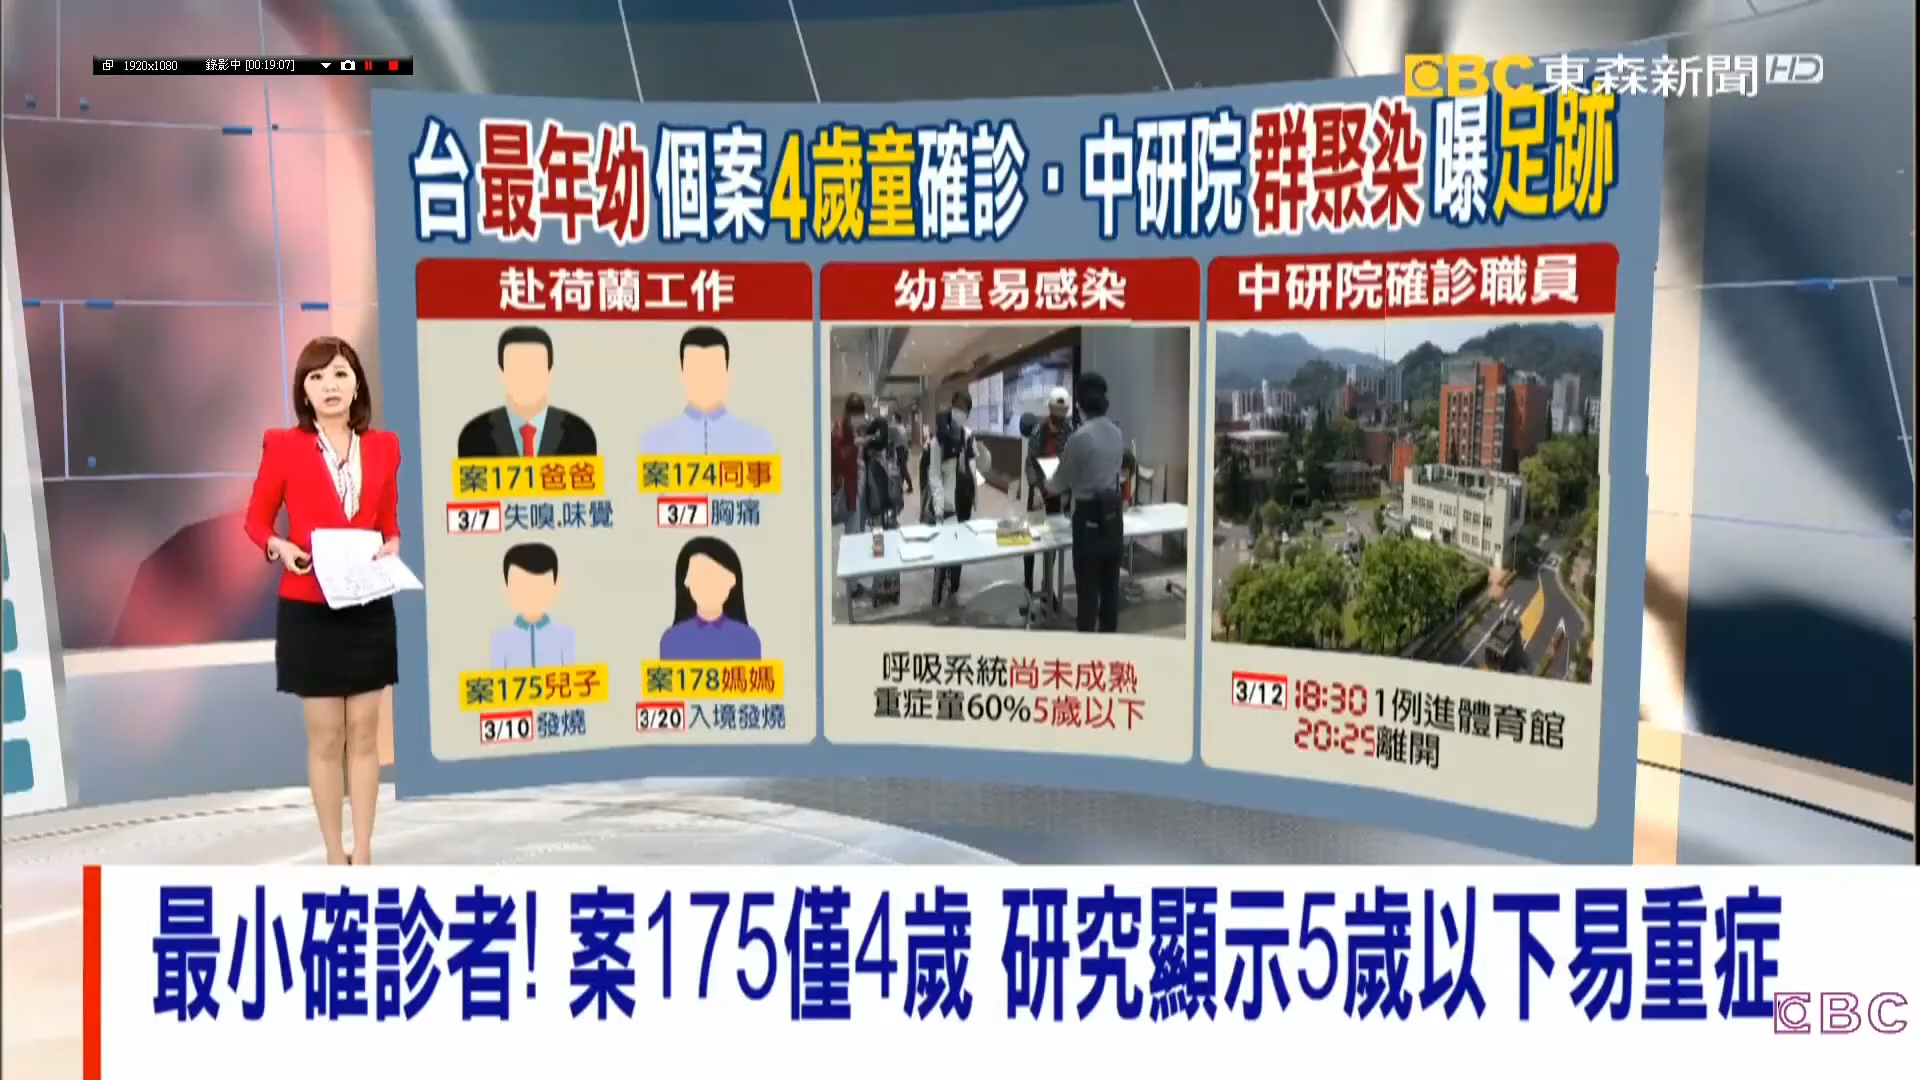 1920x1080 錄影中 [00:19:07]
EBC東森新聞HD
台最年幼個案4歲童確診·中研院群聚染曝足跡
赴荷蘭工作
案171爸爸
3/7 失嗅.味覺
案174同事
3/7 胸痛
案175兒子
3/10 發燒
案178媽媽
3/20 入境發燒
幼童易感染
呼吸系統尚未成熟
重症童60%5歲以下
中研院確診職員
3/12 18:30 1例進體育館
20:25離開
最小確診者! 案175僅4歲 研究顯示5歲以下易重症
EBC